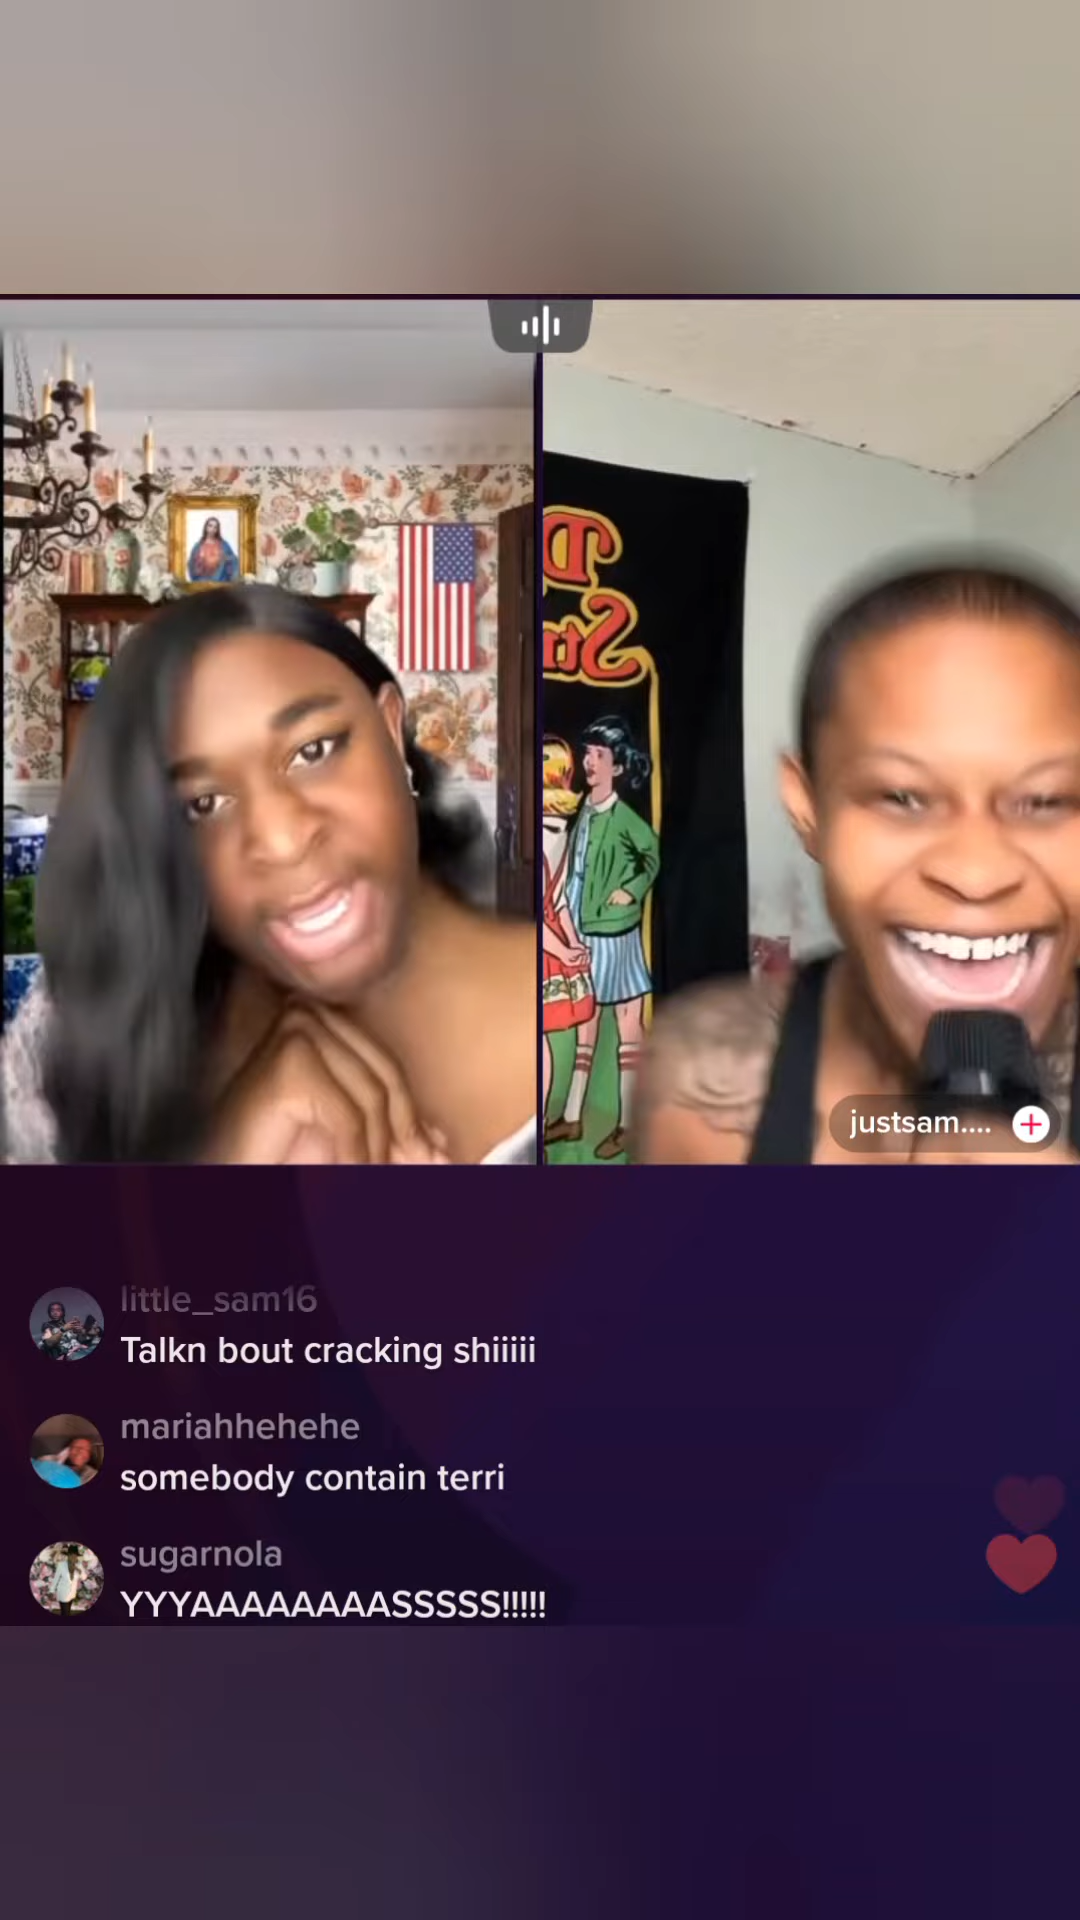 justsam....
little_sam16
Talkn bout cracking shiiiii
mariahhehehe
somebody contain terri
sugarnola
YYYAAAAAAAASSSSS!!!!!